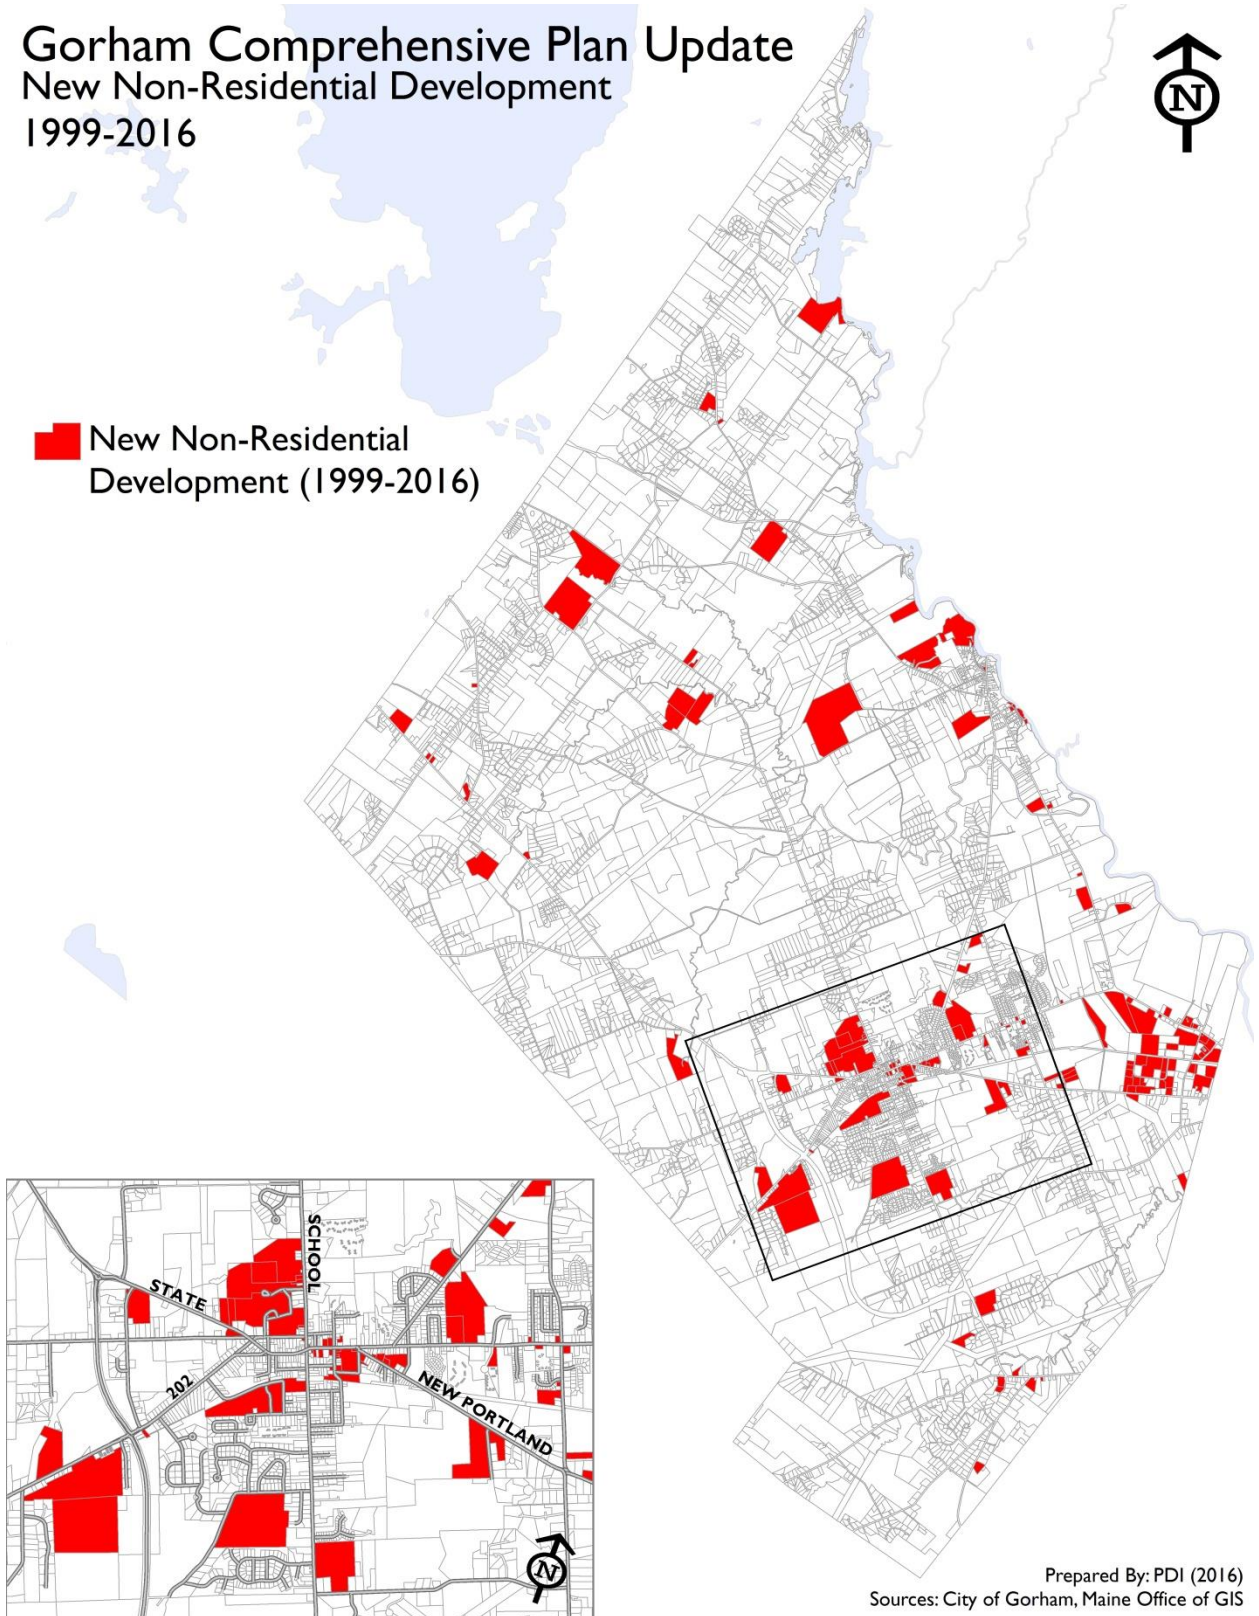 Gorham Comprehensive Plan Update
New Non-Residential Development
1999-2016
N
New Non-Residential
Development (1999-2016)
SCHOOL
STATE
202
NEW PORTLAND
N
Prepared By: PDI (2016)
Sources: City of Gorham, Maine Office of GIS